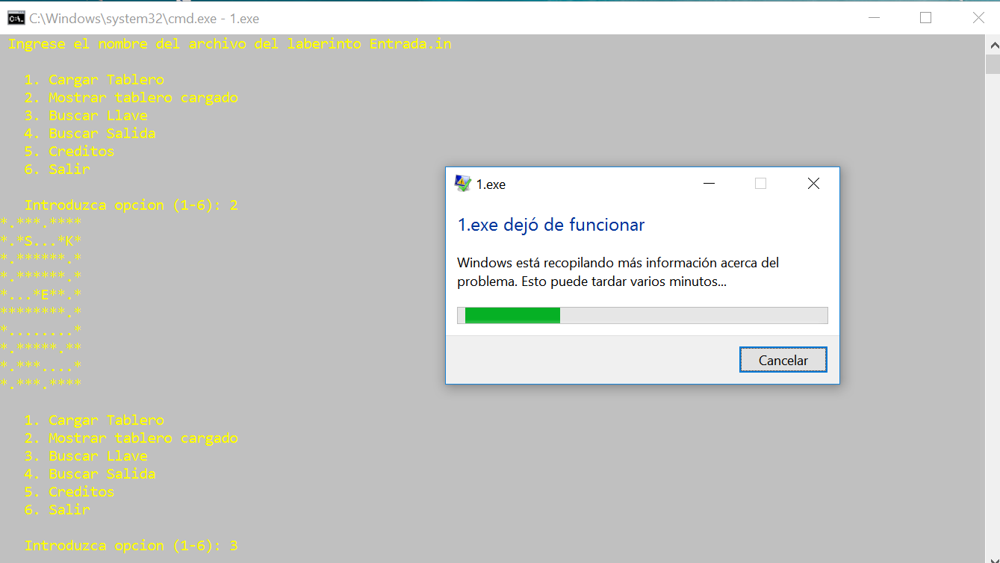 C:\Windows\system32\cmd.exe - 1.exe
Ingrese el nombre del archivo del laberinto Entrada.in
1. Cargar Tablero
2. Mostrar tablero cargado
3. Buscar Llave
4. Buscar Salida
5. Creditos
6. Salir
Introduzca opcion (1-6): 2
*.***.****
*.*S...*K*
*.******.*
*.******.*
*...*E**.*
********.*
*........*
*.*****.**
*.***....*
*.***.****
1. Cargar Tablero
2. Mostrar tablero cargado
3. Buscar Llave
4. Buscar Salida
5. Creditos
6. Salir
Introduzca opcion (1-6): 3
1.exe
1.exe dejó de funcionar
Windows está recopilando más información acerca del
problema. Esto puede tardar varios minutos...
Cancelar